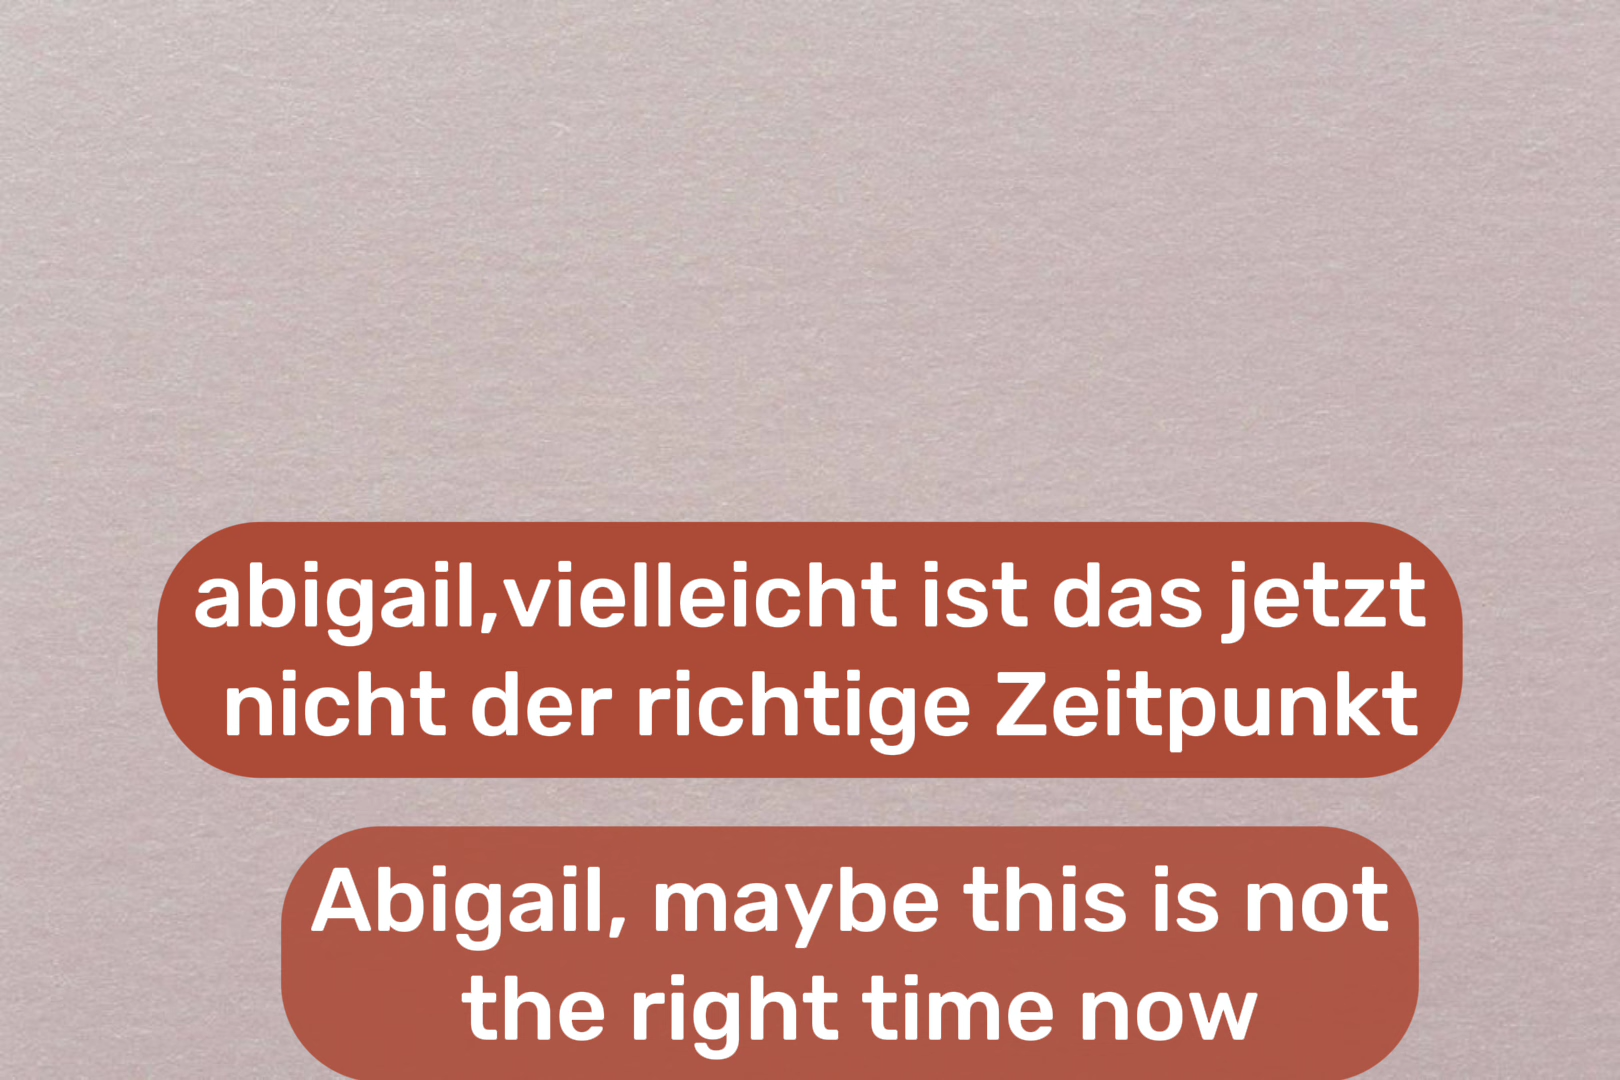 abigail,vielleicht ist das jetzt
nicht der richtige Zeitpunkt
Abigail, maybe this is not
the right time now